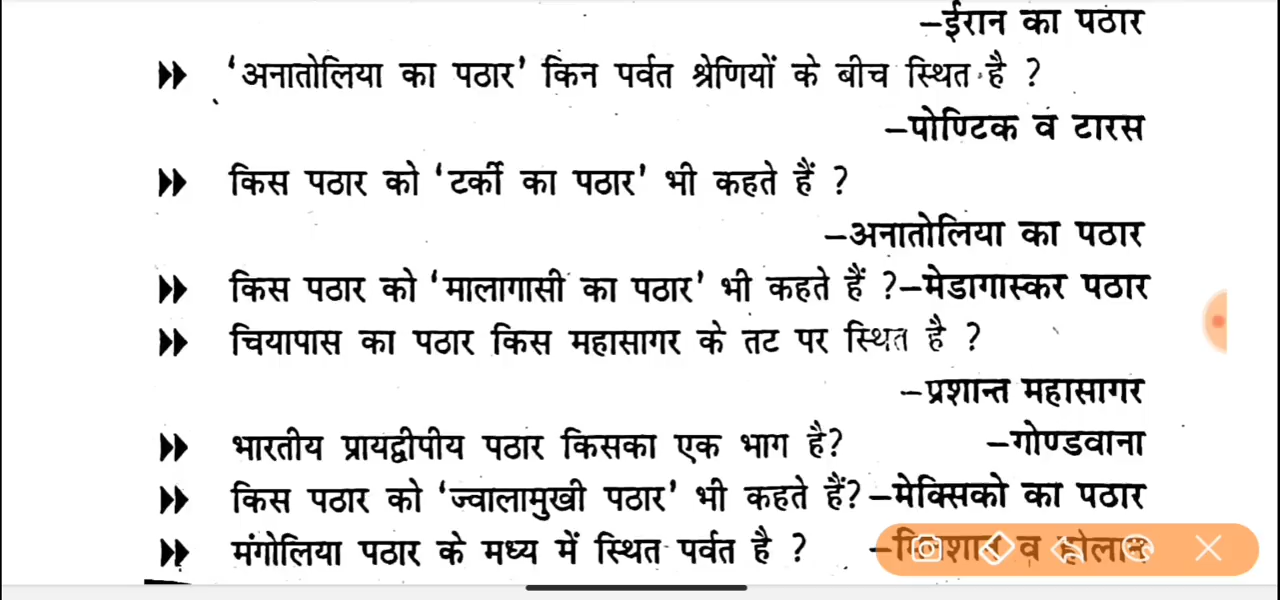 –ईरान का पठार
‘अनातोलिया का पठार’ किन पर्वत श्रेणियों के बीच स्थित है ?
–पोण्टिक व टारस
किस पठार को ‘टर्की का पठार’ भी कहते हैं ?
–अनातोलिया का पठार
किस पठार को ‘मालागासी का पठार’ भी कहते हैं ?–मेडागास्कर पठार
चियापास का पठार किस महासागर के तट पर स्थित है ?
–प्रशान्त महासागर
भारतीय प्रायद्वीपीय पठार किसका एक भाग है? –गोण्डवाना
किस पठार को ‘ज्वालामुखी पठार’ भी कहते हैं?–मेक्सिको का पठार
मंगोलिया पठार के मध्य में स्थित पर्वत है ? – व